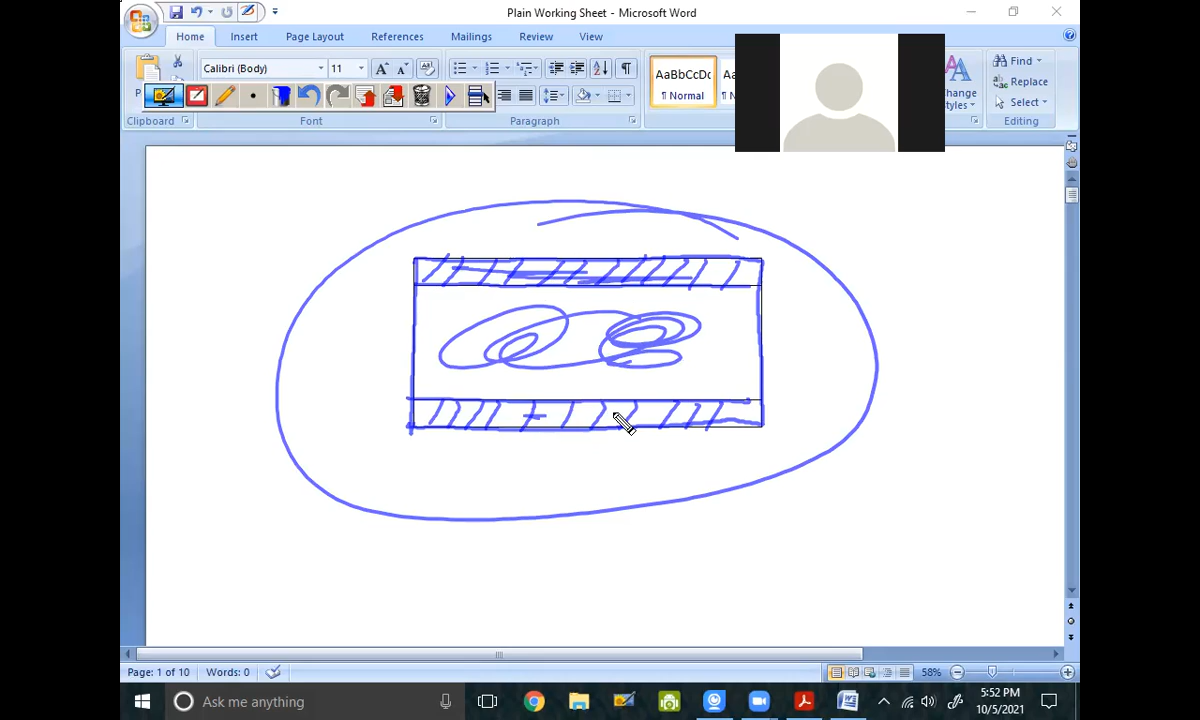 Plain Working Sheet - Microsoft Word
Home Insert Page Layout References Mailings Review View
Calibri (Body) 11 AaBbCcDc Find
¶ Normal Change Styles Replace
Select
Clipboard Font Paragraph Editing
Page: 1 of 10 Words: 0 58%
Ask me anything 5:52 PM
10/5/2021